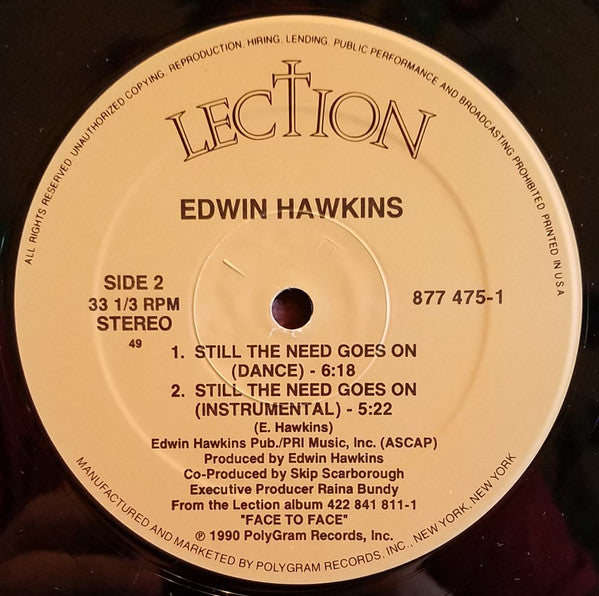 ALL RIGHTS RESERVED UNAUTHORIZED COPYING, REPRODUCTION, HIRING, LENDING, PUBLIC PERFORMANCE AND BROADCASTING PROHIBITED PRINTED IN U S A
LECTION
EDWIN HAWKINS
SIDE 2
33 1/3 RPM
STEREO
49
877 475-1
1. STILL THE NEED GOES ON
(DANCE) - 6:18
2. STILL THE NEED GOES ON
(INSTRUMENTAL) - 5:22
(E. Hawkins)
Edwin Hawkins Pub./PRI Music, Inc. (ASCAP)
Produced by Edwin Hawkins
Co-Produced by Skip Scarborough
Executive Producer Raina Bundy
From the Lection album 422 841 811-1
"FACE TO FACE"
℗ 1990 PolyGram Records, Inc.
MANUFACTURED AND MARKETED BY POLYGRAM RECORDS, INC., NEW YORK, NEW YORK